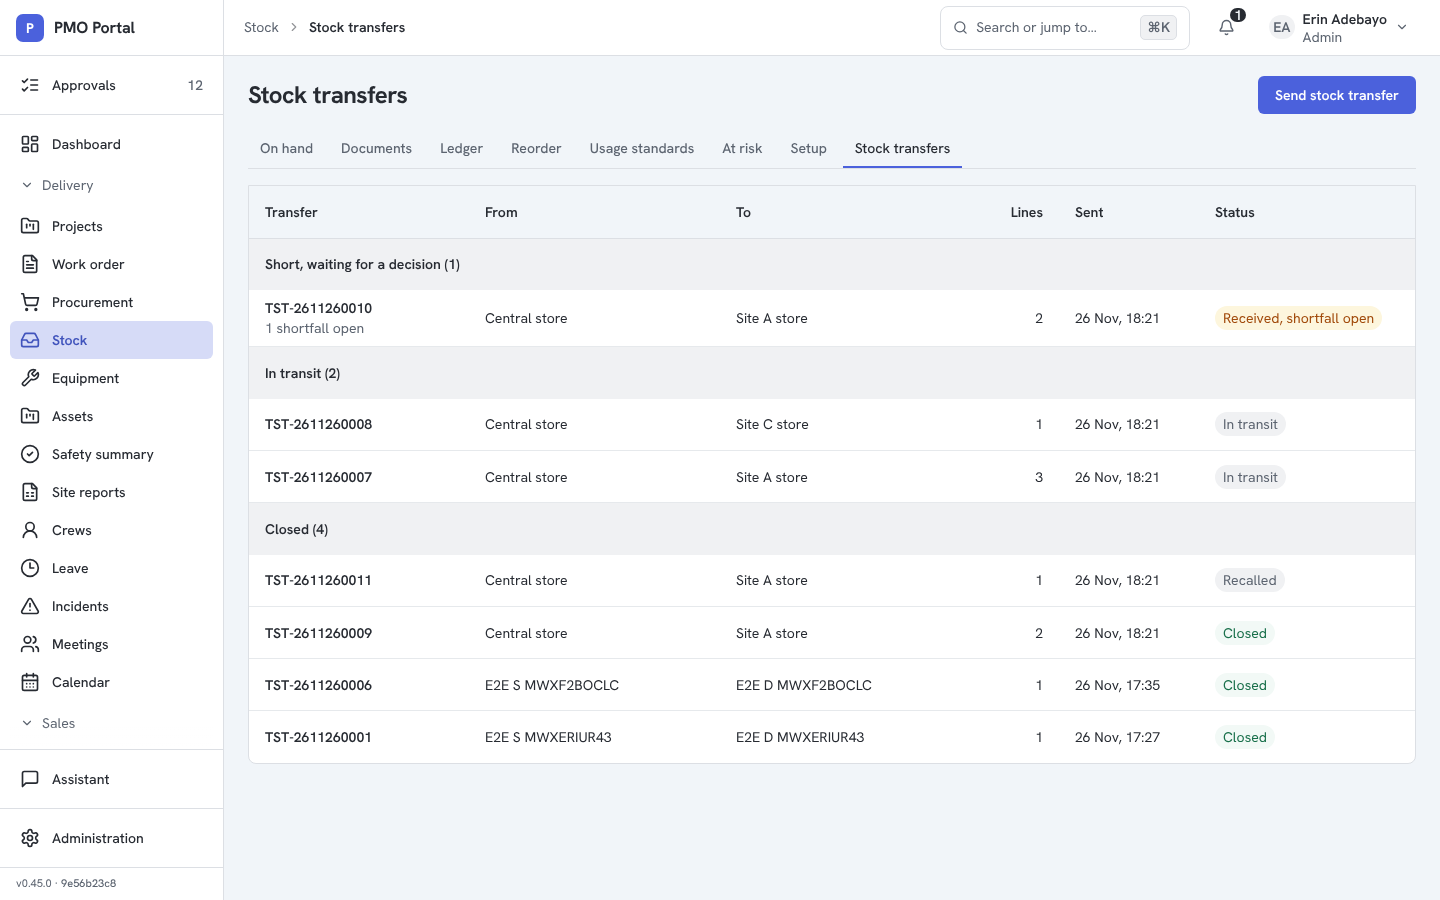 P PMO Portal
Stock > Stock transfers
Search or jump to... ⌘K
1
EA
Erin Adebayo
Admin
Approvals 12
Dashboard
Delivery
Projects
Work order
Procurement
Stock
Equipment
Assets
Safety summary
Site reports
Crews
Leave
Incidents
Meetings
Calendar
Sales
Assistant
Administration
v0.45.0 · 9e56b23c8
Stock transfers
Send stock transfer
On hand Documents Ledger Reorder Usage standards At risk Setup Stock transfers
Transfer From To Lines Sent Status
Short, waiting for a decision (1)
TST-2611260010 Central store Site A store 2 26 Nov, 18:21 Received, shortfall open
1 shortfall open
In transit (2)
TST-2611260008 Central store Site C store 1 26 Nov, 18:21 In transit
TST-2611260007 Central store Site A store 3 26 Nov, 18:21 In transit
Closed (4)
TST-2611260011 Central store Site A store 1 26 Nov, 18:21 Recalled
TST-2611260009 Central store Site A store 2 26 Nov, 18:21 Closed
TST-2611260006 E2E S MWXF2BOCLC E2E D MWXF2BOCLC 1 26 Nov, 17:35 Closed
TST-2611260001 E2E S MWXERIUR43 E2E D MWXERIUR43 1 26 Nov, 17:27 Closed